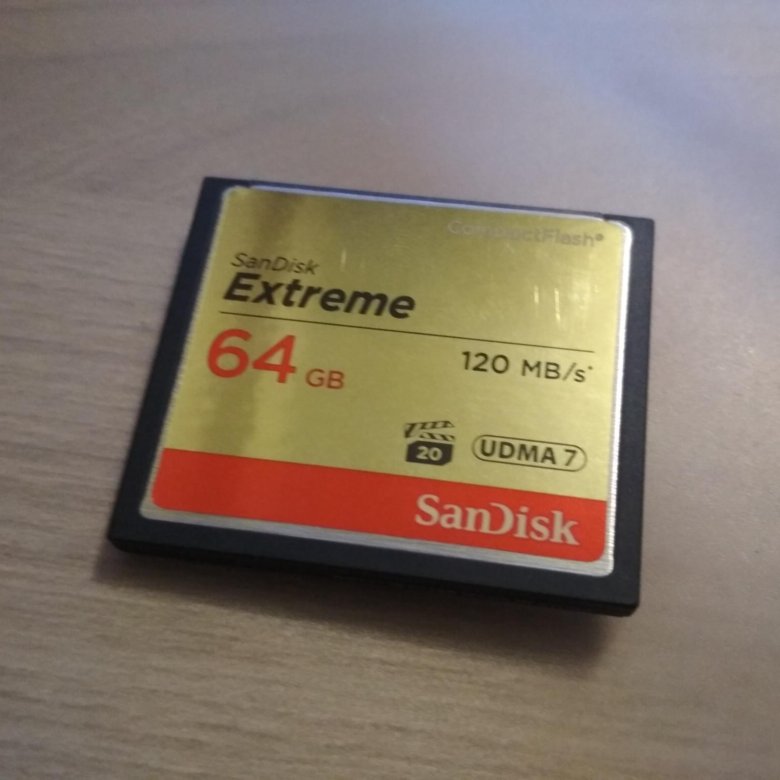 CompactFlash®
SanDisk
Extreme
64 GB
120 MB/s*
20
UDMA 7
SanDisk